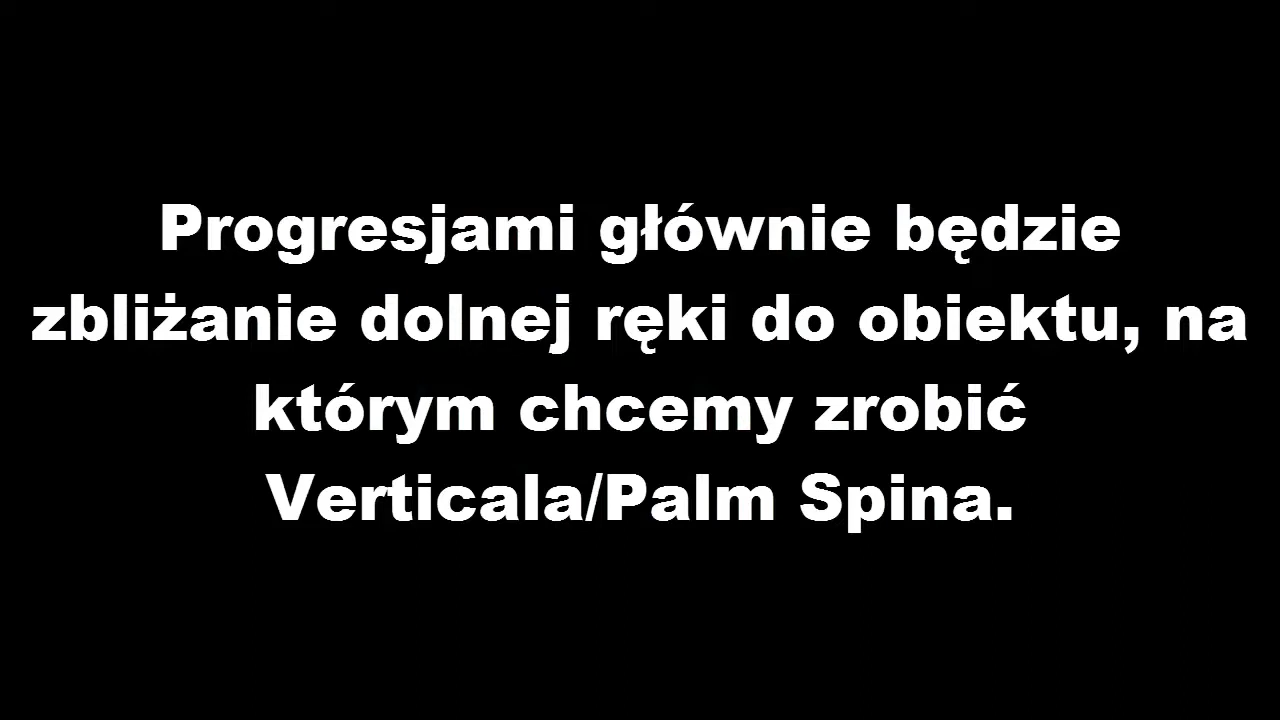 Progresjami głównie będzie
zbliżanie dolnej ręki do obiektu, na
którym chcemy zrobić
Verticala/Palm Spina.